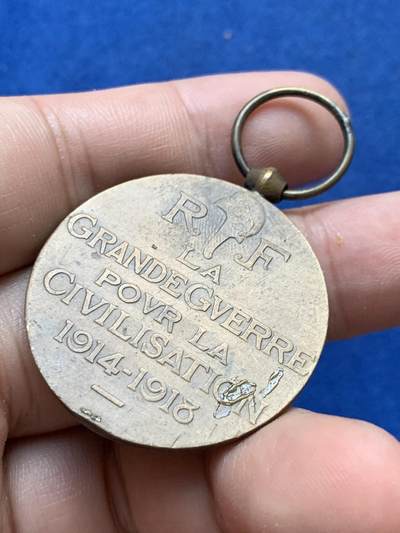 R F
LA
GRANDE GVERRE
POVR LA
CIVILISATION
1914-1918